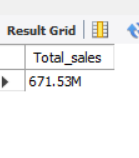 Result Grid
Total_sales
671.53M